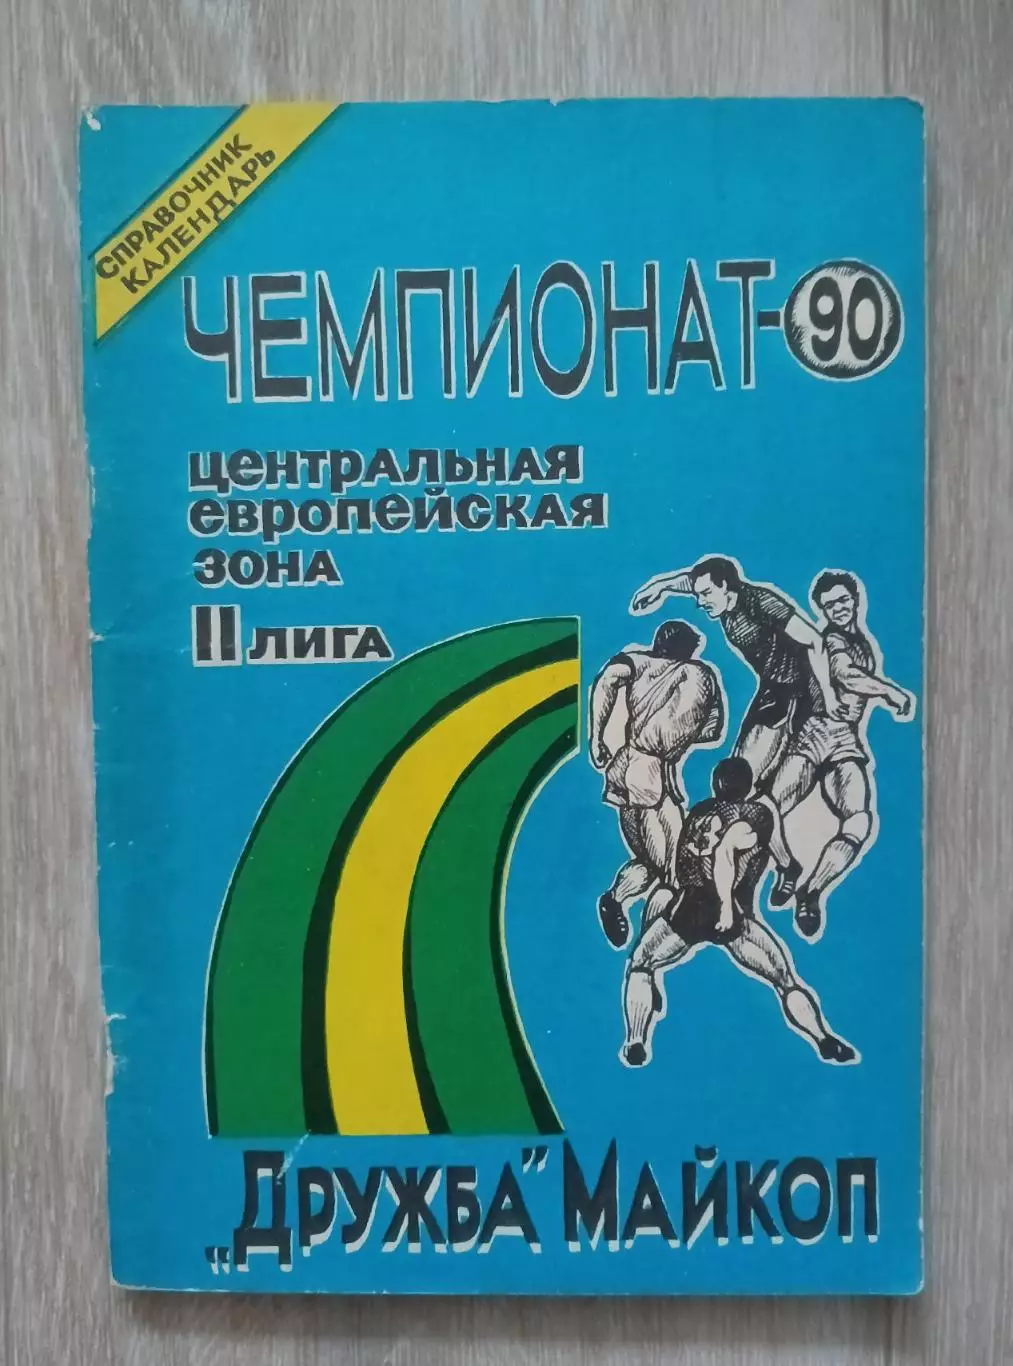 СПРАВОЧНИК
КАЛЕНДАРЬ
ЧЕМПИОНАТ-90
центральная
европейская
зона
II лига
„Дружба” Майкоп